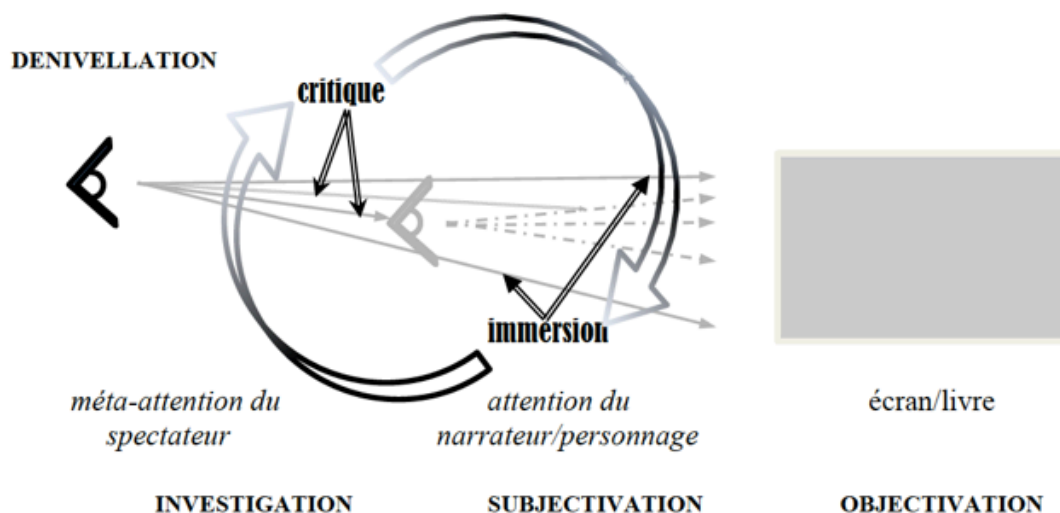 DENIVELLATION
critique
immersion
méta-attention du
spectateur
attention du
narrateur/personnage
écran/livre
INVESTIGATION
SUBJECTIVATION
OBJECTIVATION